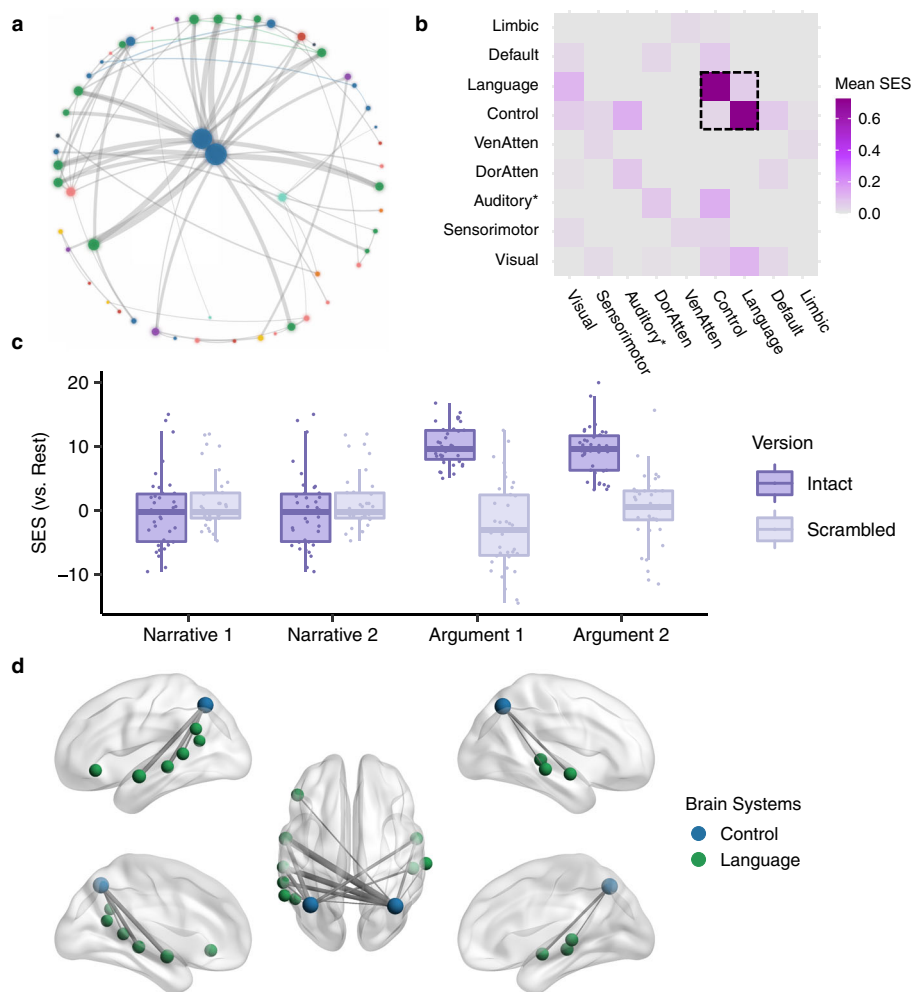 a
b
Limbic
Default
Language
Control
VenAtten
DorAtten
Auditory*
Sensorimotor
Visual
Visual
Sensorimotor
Auditory*
DorAtten
VenAtten
Control
Language
Default
Limbic
Mean SES
0.6
0.4
0.2
0.0
c
SES (vs. Rest)
20
10
0
−10
Narrative 1
Narrative 2
Argument 1
Argument 2
Version
Intact
Scrambled
d
Brain Systems
Control
Language